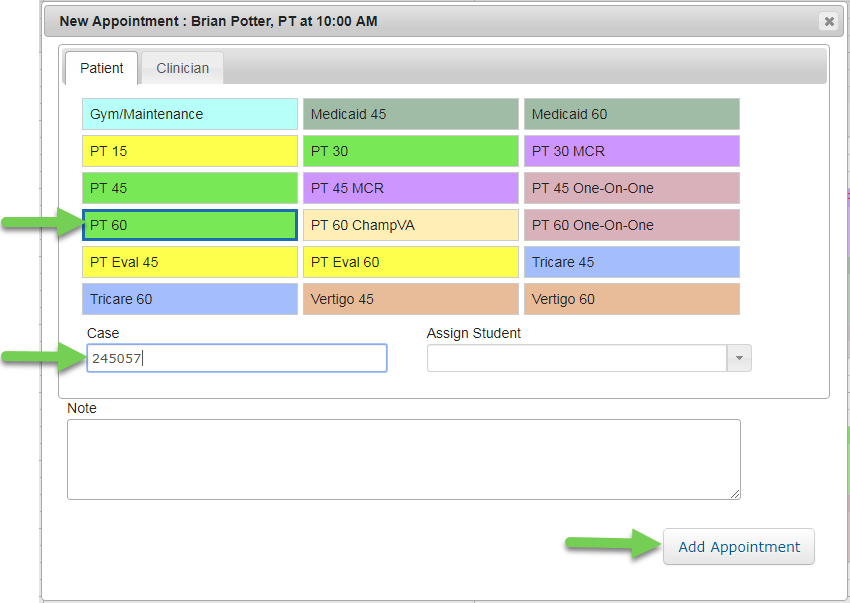 New Appointment : Brian Potter, PT at 10:00 AM
Patient Clinician
Gym/Maintenance Medicaid 45 Medicaid 60
PT 15 PT 30 PT 30 MCR
PT 45 PT 45 MCR PT 45 One-On-One
PT 60 PT 60 ChampVA PT 60 One-On-One
PT Eval 45 PT Eval 60 Tricare 45
Tricare 60 Vertigo 45 Vertigo 60
Case Assign Student
245057
Note
Add Appointment